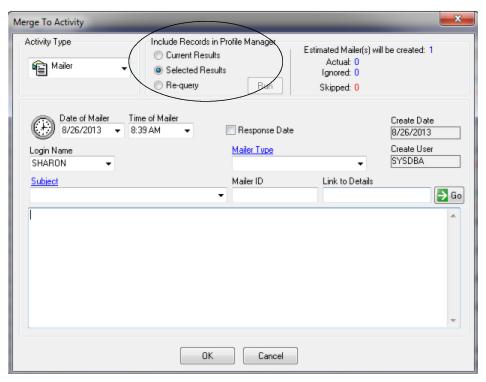 Merge To Activity
Activity Type
Mailer
Include Records in Profile Manager
Current Results
Selected Results
Re-query
Run
Estimated Mailer(s) will be created: 1
Actual: 0
Ignored: 0
Skipped: 0
Date of Mailer
8/26/2013
Time of Mailer
8:39 AM
Response Date
Create Date
8/26/2013
Login Name
SHARON
Mailer Type
Create User
SYSDBA
Subject
Mailer ID
Link to Details
Go
OK
Cancel